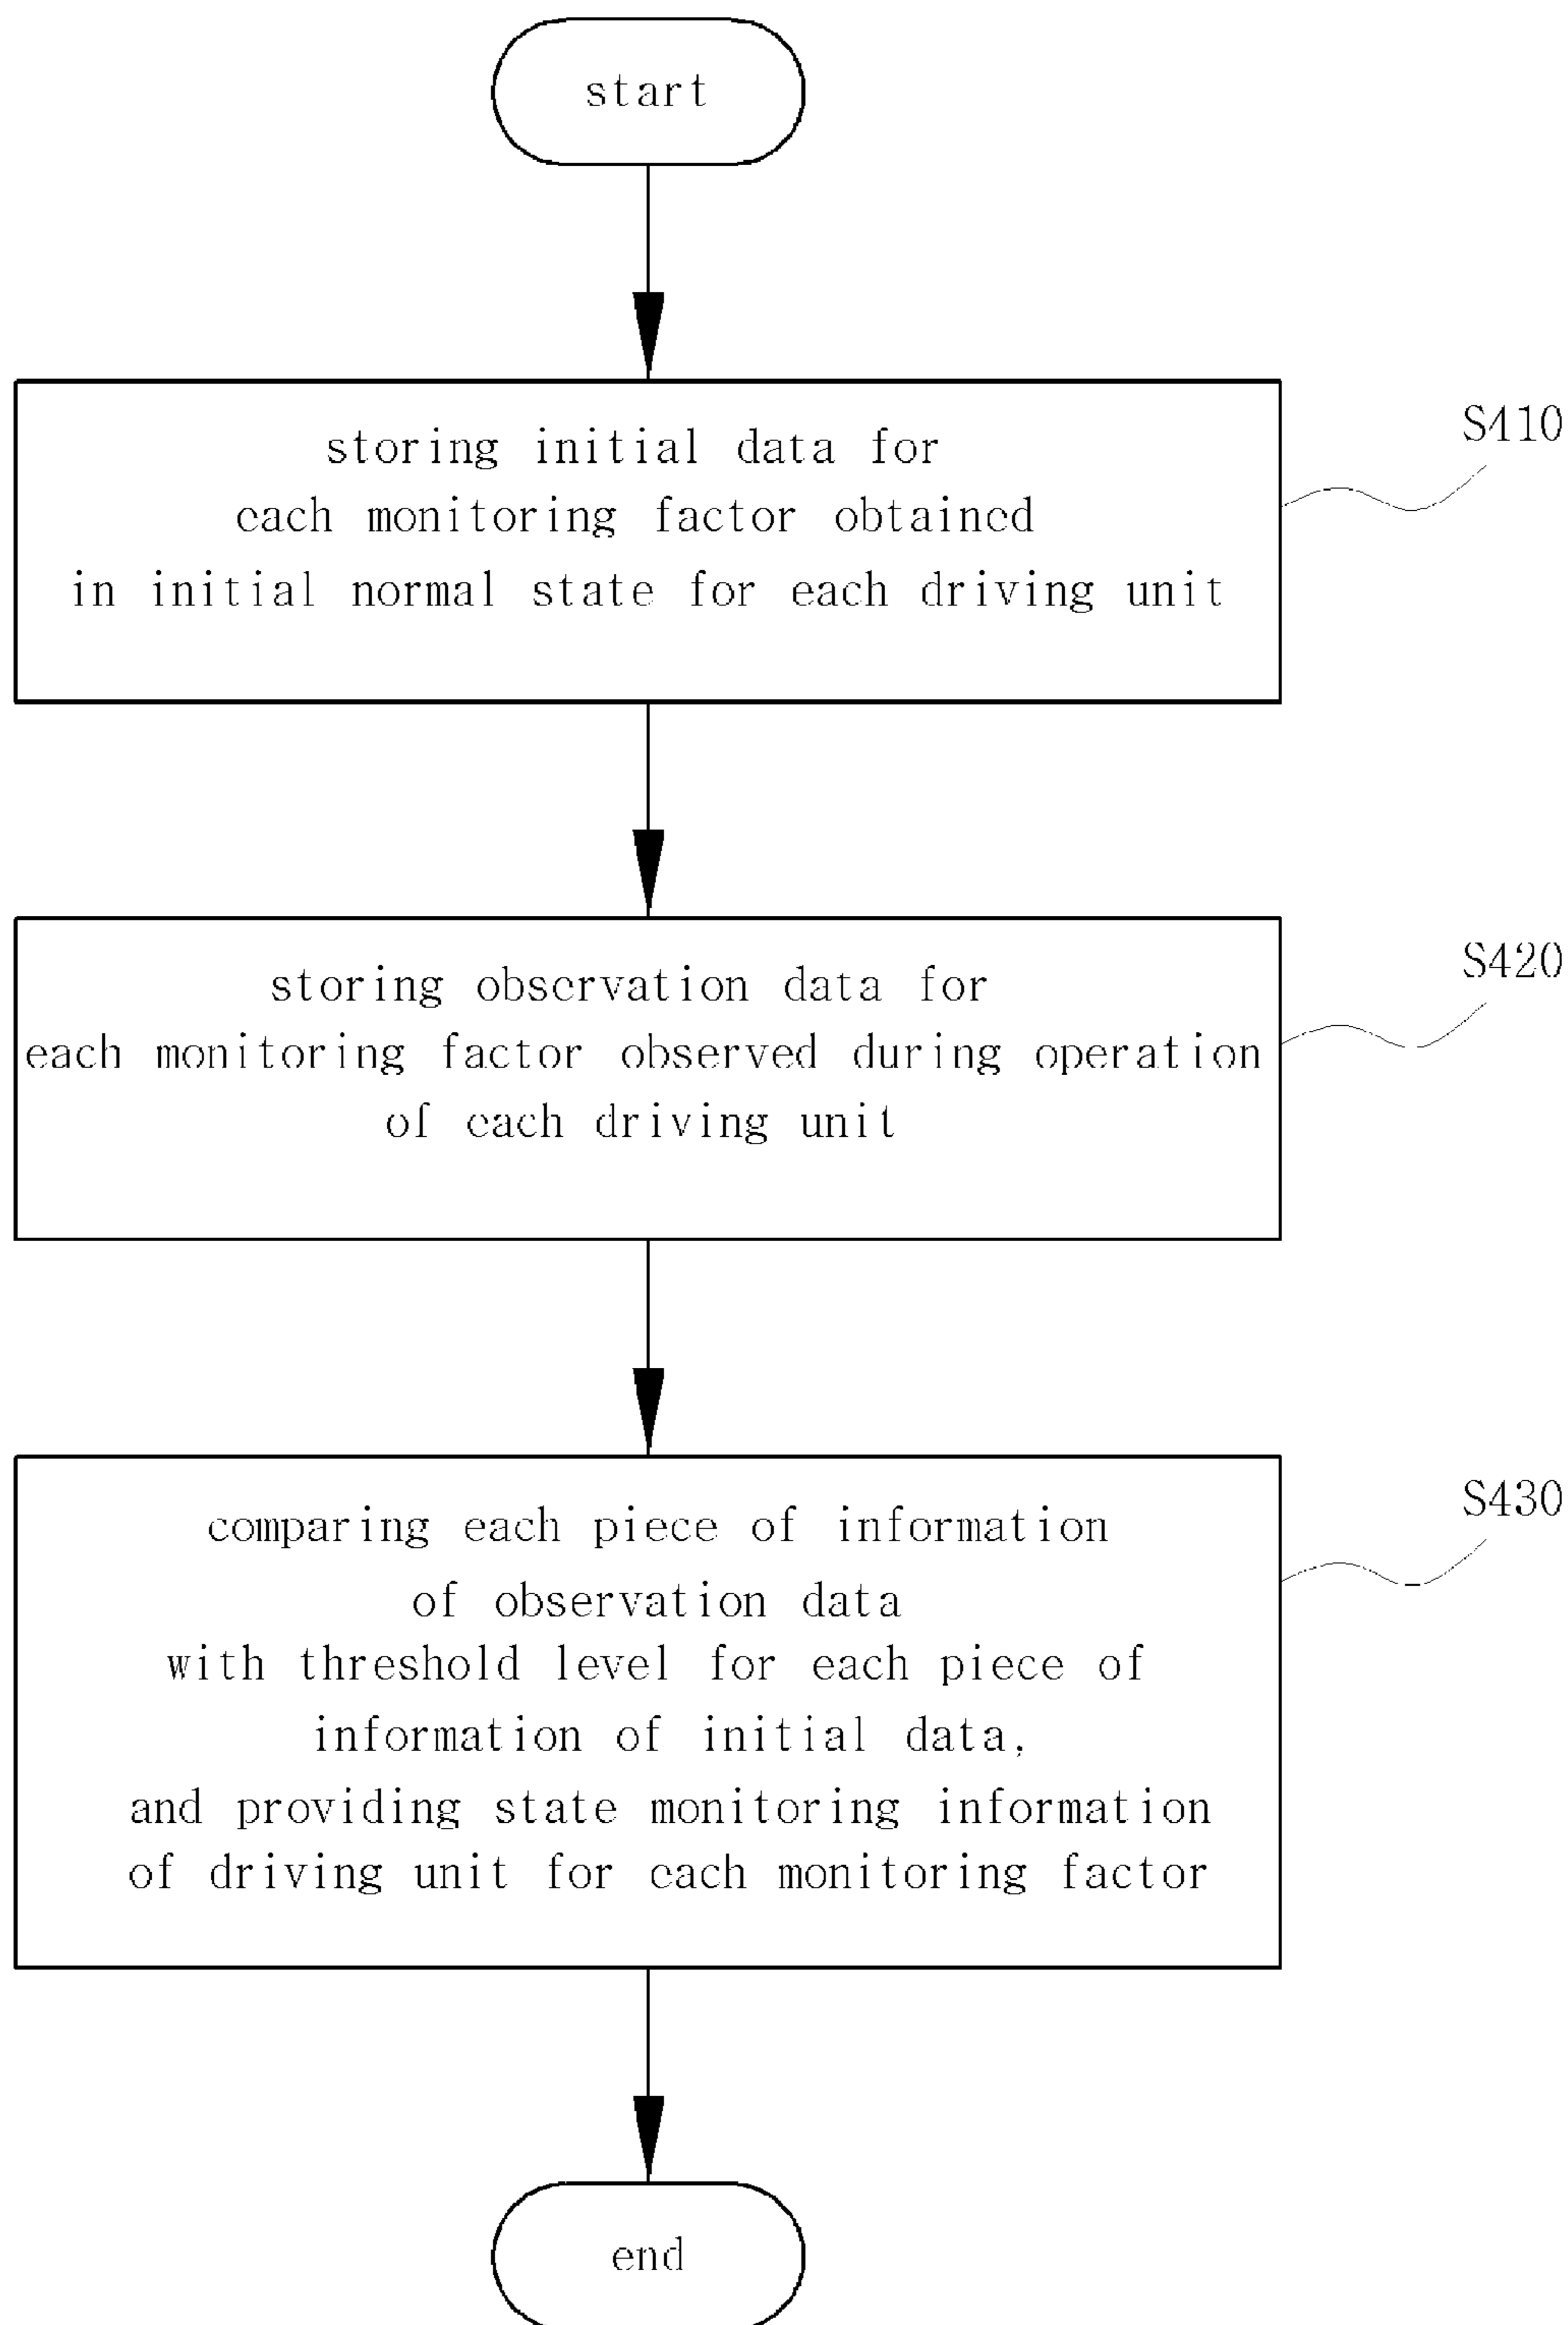 start
storing initial data for
each monitoring factor obtained
in initial normal state for each driving unit
S410
storing observation data for
each monitoring factor observed during operation
of each driving unit
S420
comparing each piece of information
of observation data
with threshold level for each piece of
information of initial data,
and providing state monitoring information
of driving unit for each monitoring factor
S430
end